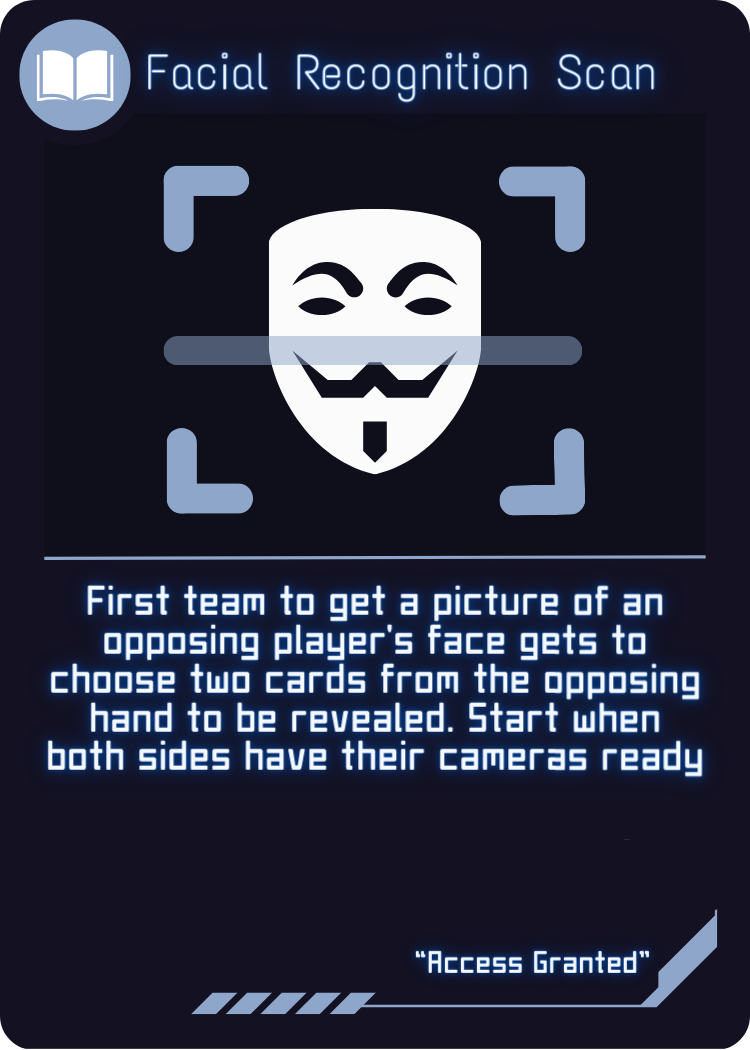 Facial Recognition Scan
First team to get a picture of an
opposing player's face gets to
choose two cards from the opposing
hand to be revealed. Start when
both sides have their cameras ready
“Access Granted”